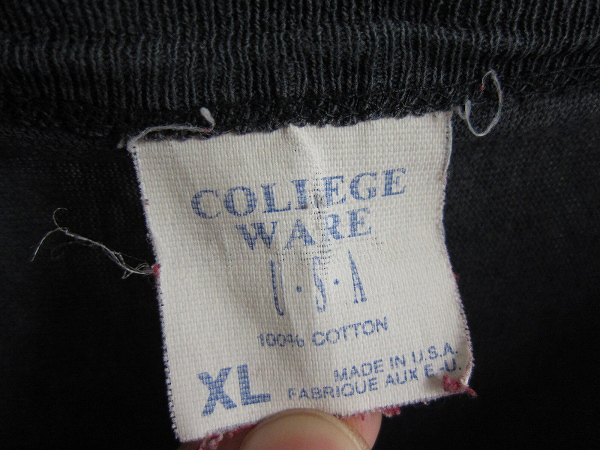 COLLEGE
WARE
U·S·A
100% COTTON
XL
MADE IN U.S.A.
FABRIQUE AUX E.-U.